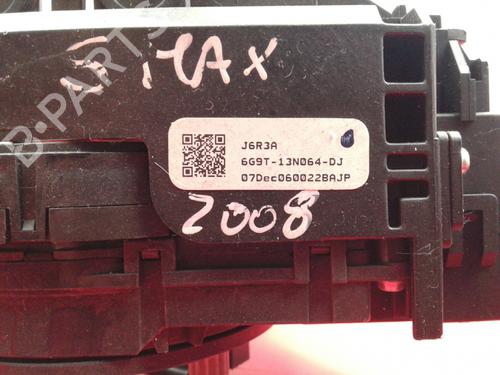 S MAX
J6R3A
6G9T-13N064-DJ
07Dec060022BAJP
2008
B-PARTS